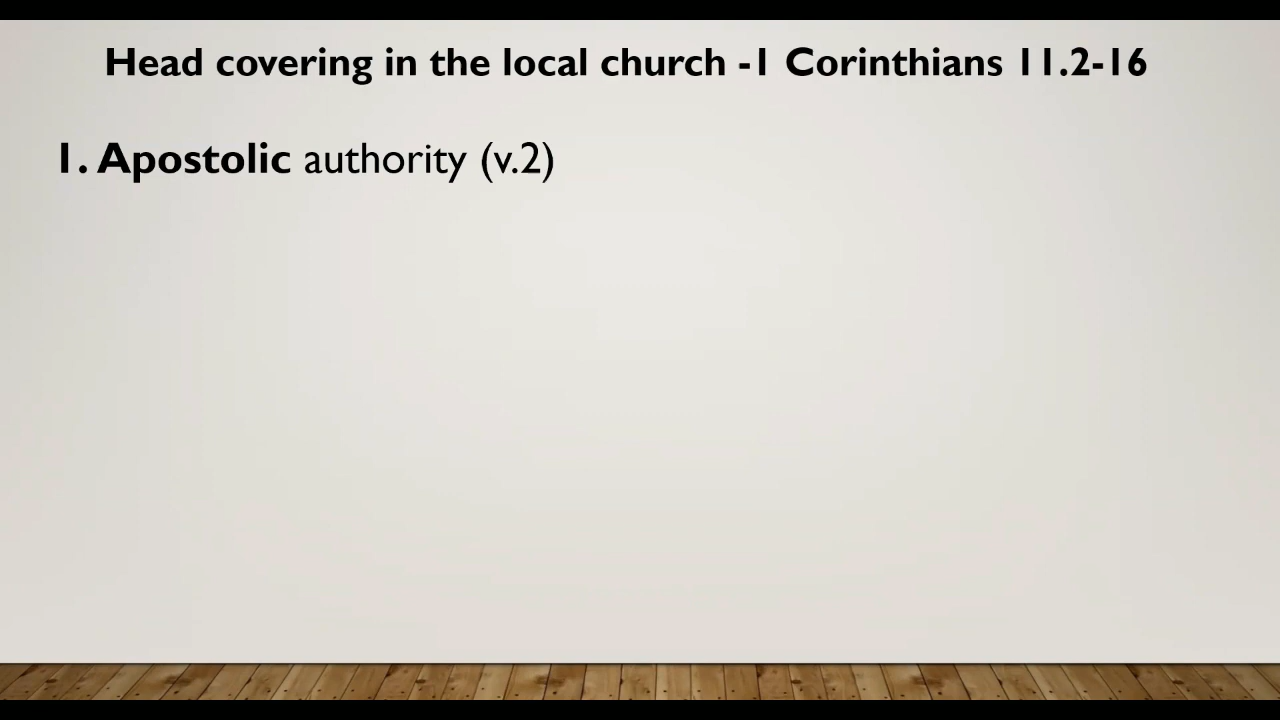 Head covering in the local church -1 Corinthians 11.2-16
1. Apostolic authority (v.2)